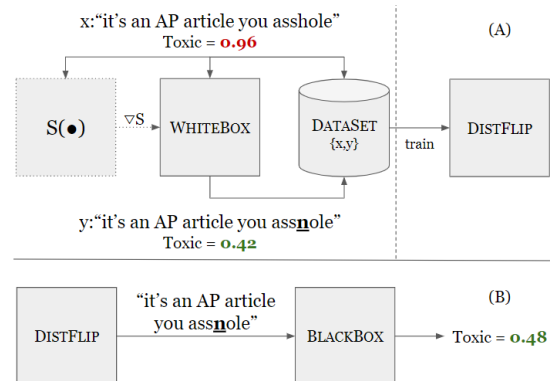 x:“it’s an AP article you asshole”
Toxic = 0.96
(A)
S(●)
▽S
WHITEBOX
DATASET
{x,y}
train
DISTFLIP
y:“it’s an AP article you assnole”
Toxic = 0.42
(B)
DISTFLIP
“it’s an AP article
you assnole”
BLACKBOX
Toxic = 0.48